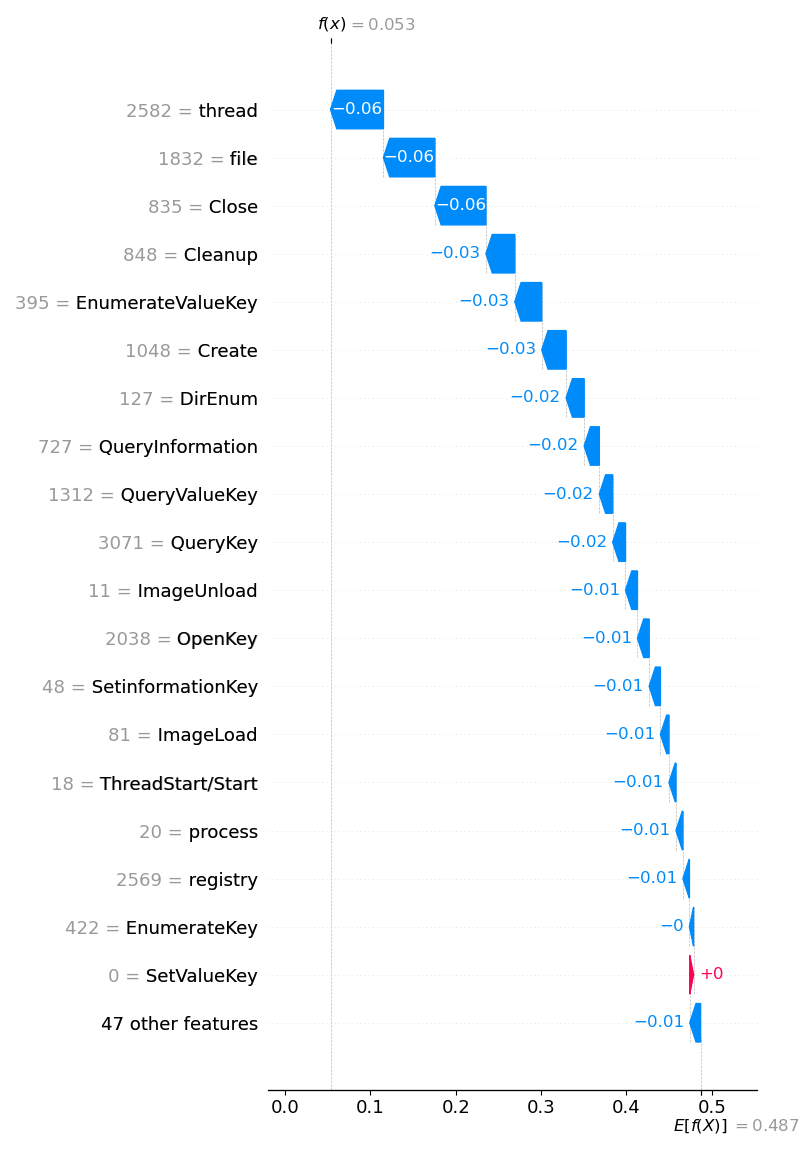 f(x) = 0.053
2582 = thread
−0.06
1832 = file
−0.06
835 = Close
−0.06
848 = Cleanup
−0.03
395 = EnumerateValueKey
−0.03
1048 = Create
−0.03
127 = DirEnum
−0.02
727 = QueryInformation
−0.02
1312 = QueryValueKey
−0.02
3071 = QueryKey
−0.02
11 = ImageUnload
−0.01
2038 = OpenKey
−0.01
48 = SetinformationKey
−0.01
81 = ImageLoad
−0.01
18 = ThreadStart/Start
−0.01
20 = process
−0.01
2569 = registry
−0.01
422 = EnumerateKey
−0
0 = SetValueKey
+0
47 other features
−0.01
0.0 0.1 0.2 0.3 0.4 0.5
E[f(X)] = 0.487